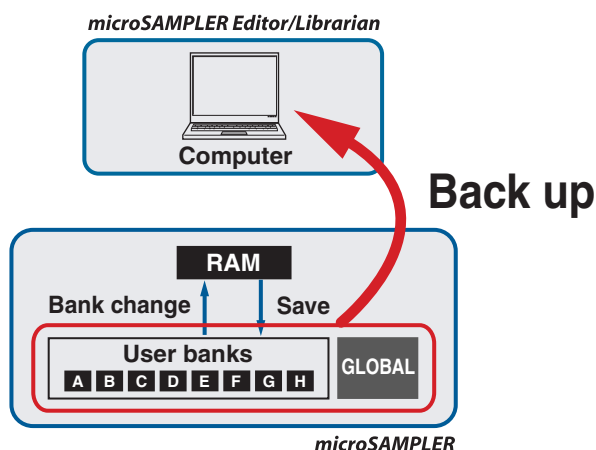 microSAMPLER Editor/Librarian
Computer
Back up
RAM
Bank change
Save
User banks
A B C D E F G H
GLOBAL
microSAMPLER